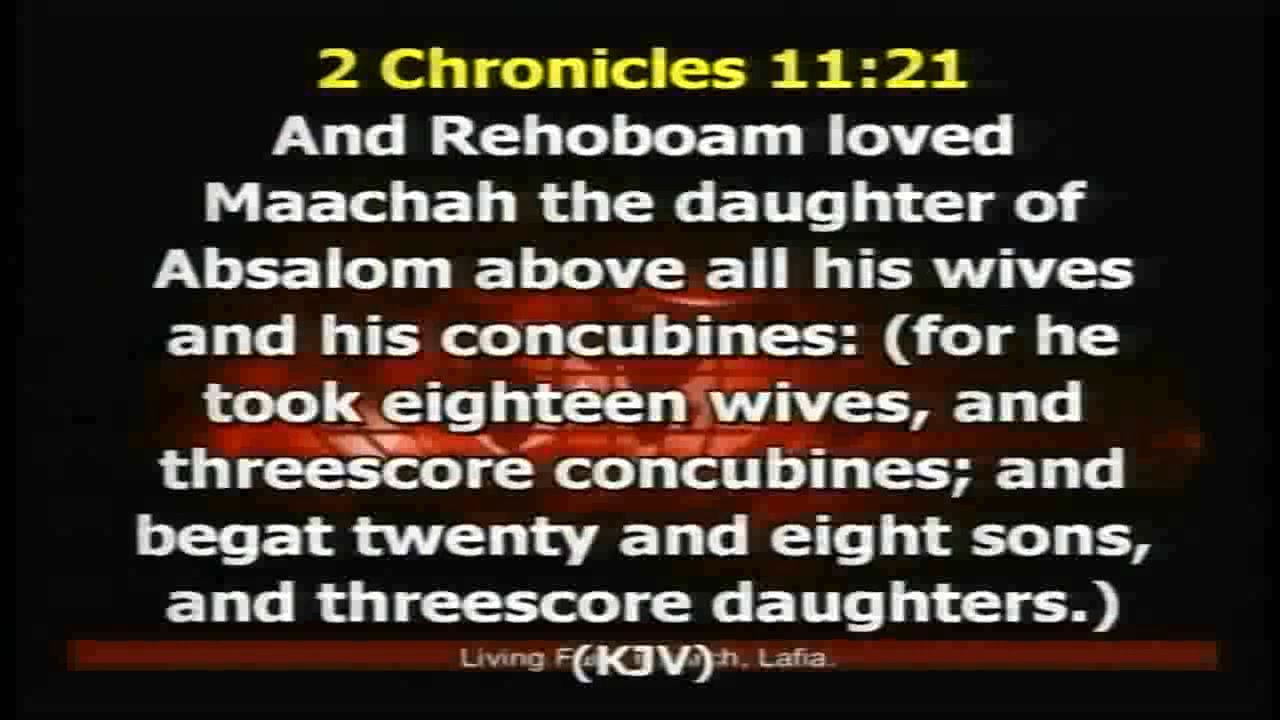 2 Chronicles 11:21
And Rehoboam loved
Maachah the daughter of
Absalom above all his wives
and his concubines: (for he
took eighteen wives, and
threescore concubines; and
begat twenty and eight sons,
and threescore daughters.)
(KJV)
Living Lafia.